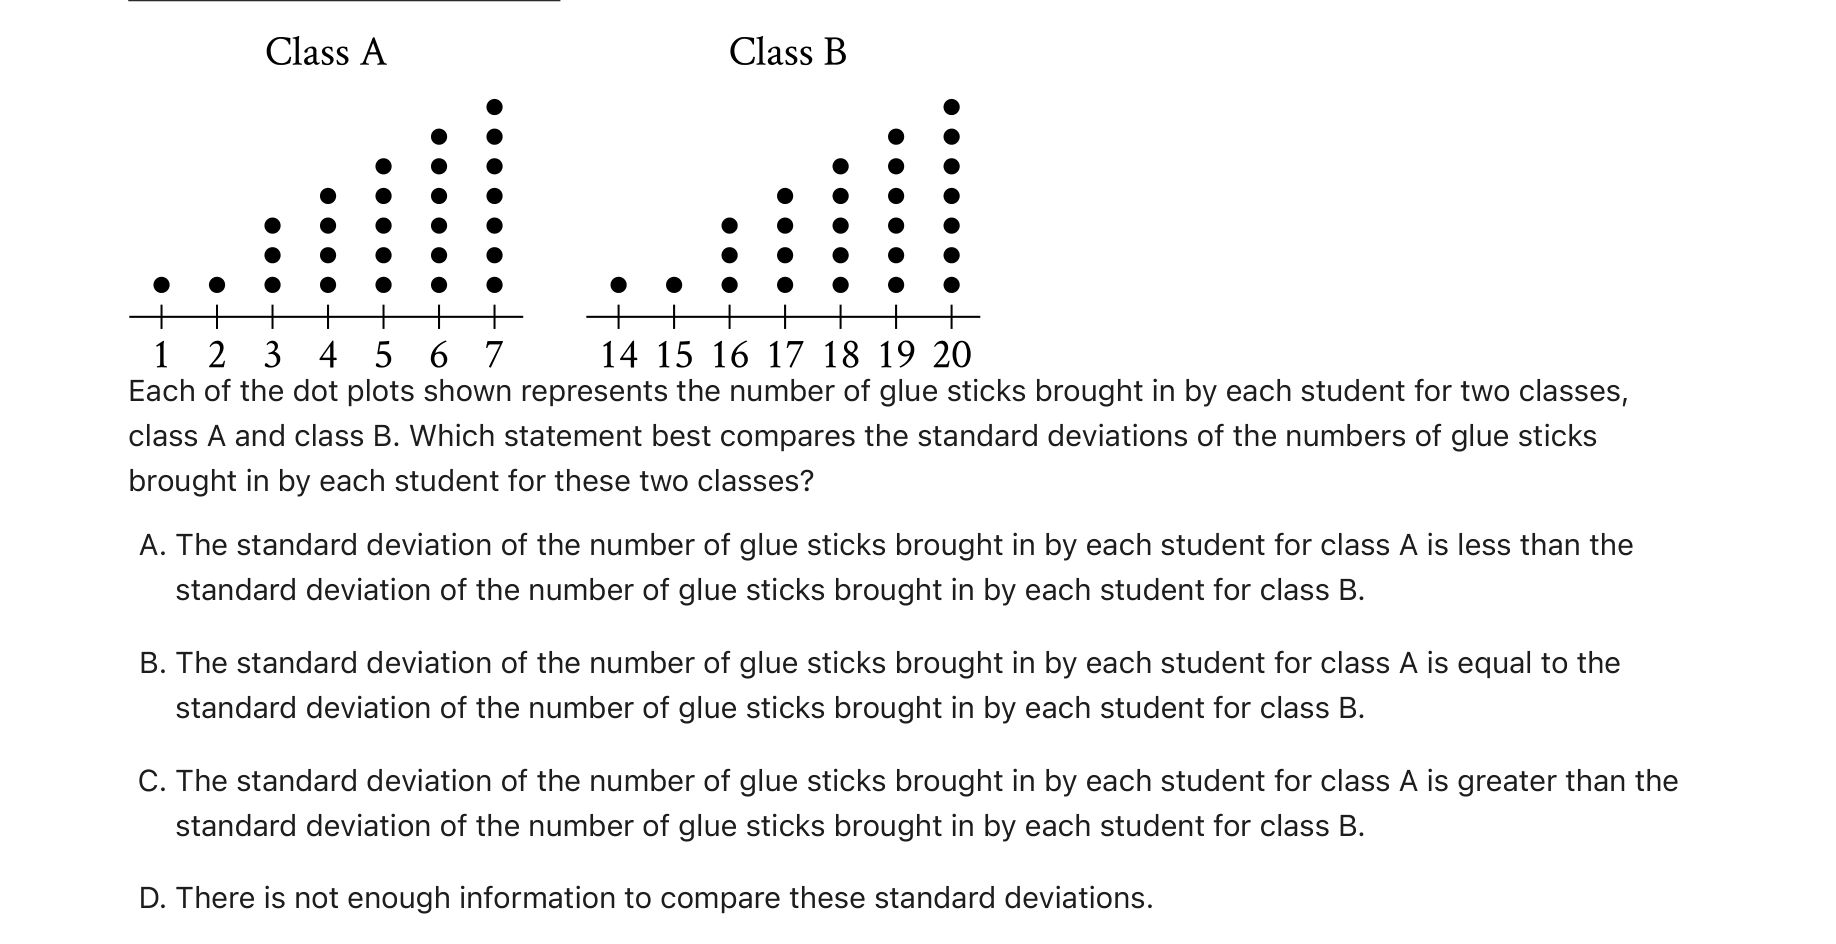 Class A Class B
1 2 3 4 5 6 7 14 15 16 17 18 19 20
Each of the dot plots shown represents the number of glue sticks brought in by each student for two classes,
class A and class B. Which statement best compares the standard deviations of the numbers of glue sticks
brought in by each student for these two classes?
A. The standard deviation of the number of glue sticks brought in by each student for class A is less than the
standard deviation of the number of glue sticks brought in by each student for class B.
B. The standard deviation of the number of glue sticks brought in by each student for class A is equal to the
standard deviation of the number of glue sticks brought in by each student for class B.
C. The standard deviation of the number of glue sticks brought in by each student for class A is greater than the
standard deviation of the number of glue sticks brought in by each student for class B.
D. There is not enough information to compare these standard deviations.